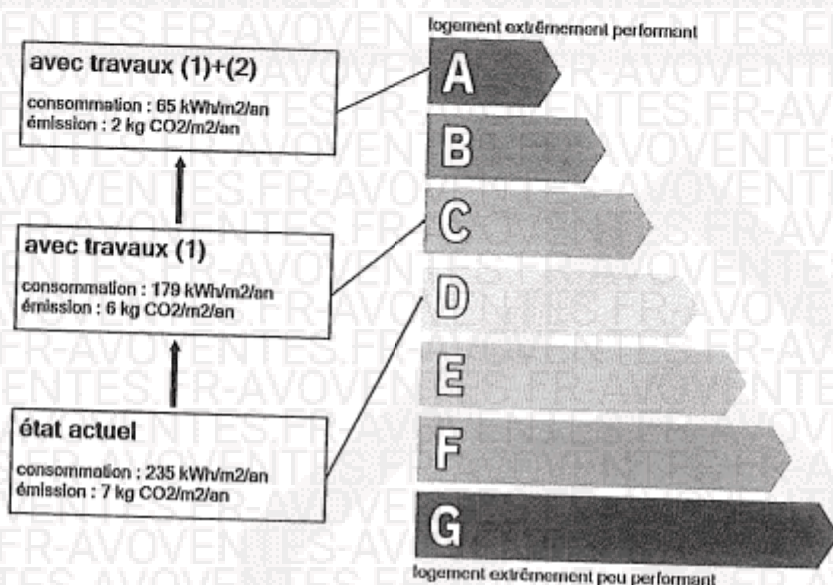 logement extrêmement performant
avec travaux (1)+(2)
consommation : 65 kWh/m2/an
émission : 2 kg CO2/m2/an
A
B
C
avec travaux (1)
consommation : 179 kWh/m2/an
émission : 6 kg CO2/m2/an
D
E
état actuel
consommation : 235 kWh/m2/an
émission : 7 kg CO2/m2/an
F
G
logement extrêmement peu performant
AVOVENTES.FR